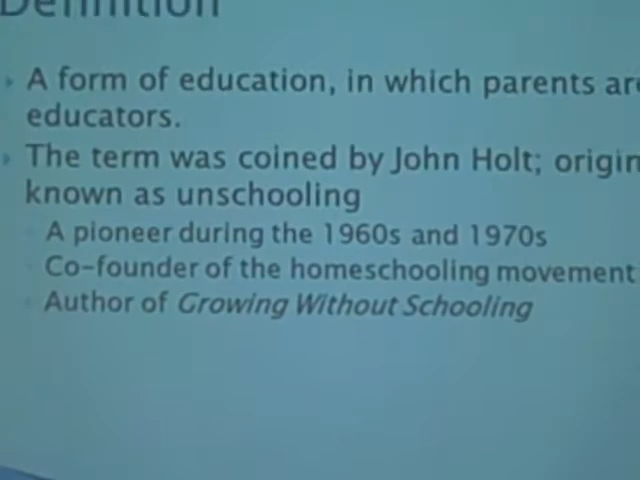 Definition
A form of education, in which parents are
educators.
The term was coined by John Holt; origin
known as unschooling
A pioneer during the 1960s and 1970s
Co-founder of the homeschooling movement
Author of Growing Without Schooling